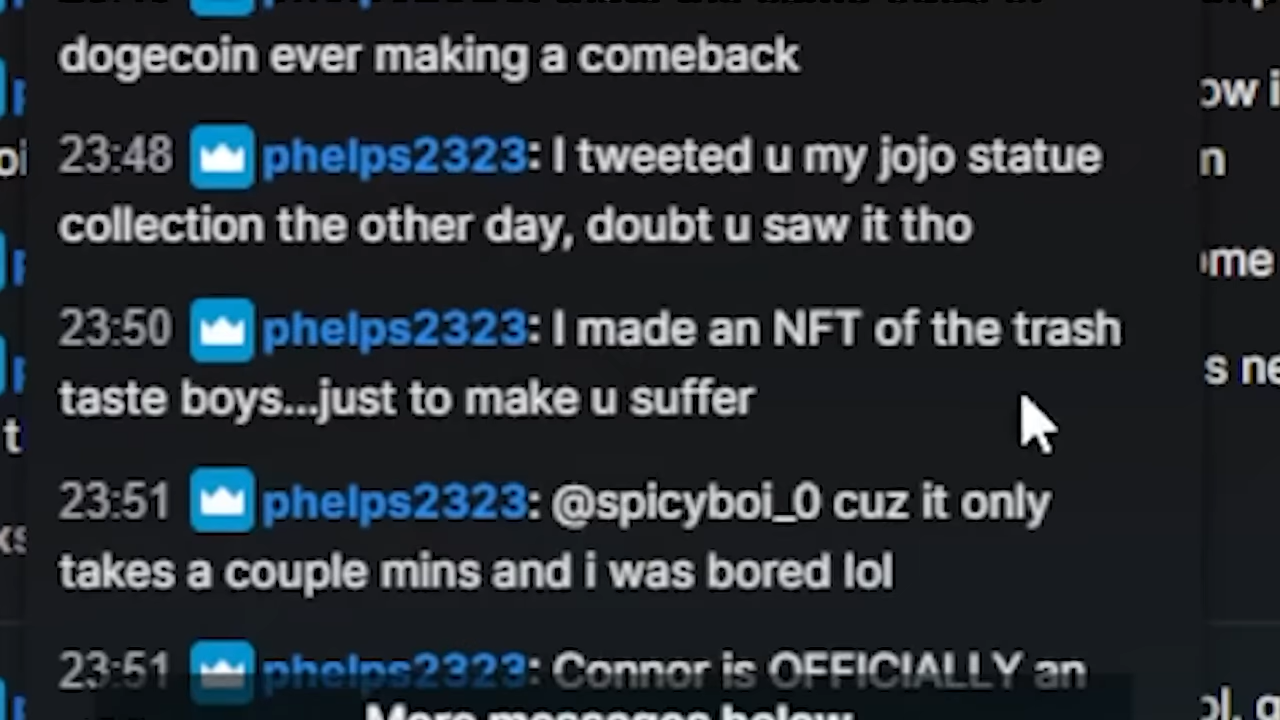 dogecoin ever making a comeback
23:48 phelps2323: I tweeted u my jojo statue
collection the other day, doubt u saw it tho
23:50 phelps2323: I made an NFT of the trash
taste boys...just to make u suffer
23:51 phelps2323: @spicyboi_0 cuz it only
takes a couple mins and i was bored lol
23:51 phelps2323: Connor is OFFICIALLY an
More messages below